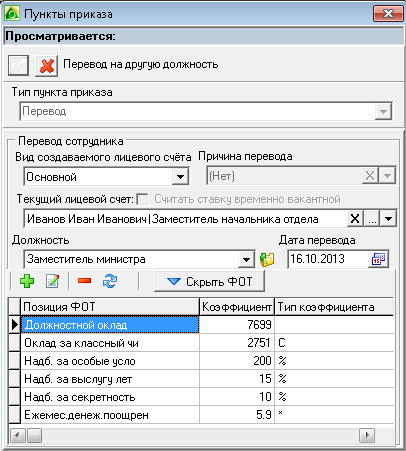 Пункты приказа
Просматривается:
Перевод на другую должность
Тип пункта приказа
Перевод
Перевод сотрудника
Вид создаваемого лицевого счёта Причина перевода
Основной (Нет)
Текущий лицевой счет: Считать ставку временно вакантной
Иванов Иван Иванович|Заместитель начальника отдела ...
Должность Дата перевода
Заместитель министра 16.10.2013
Скрыть ФОТ
Позиция ФОТ Коэффициент Тип коэффициента
Должностной оклад 7699
Оклад за классный чи 2751 С
Надб. за особые усло 200 %
Надб. за выслугу лет 15 %
Надб. за секретность 10 %
Ежемес.денеж.поощрен 5.9 *